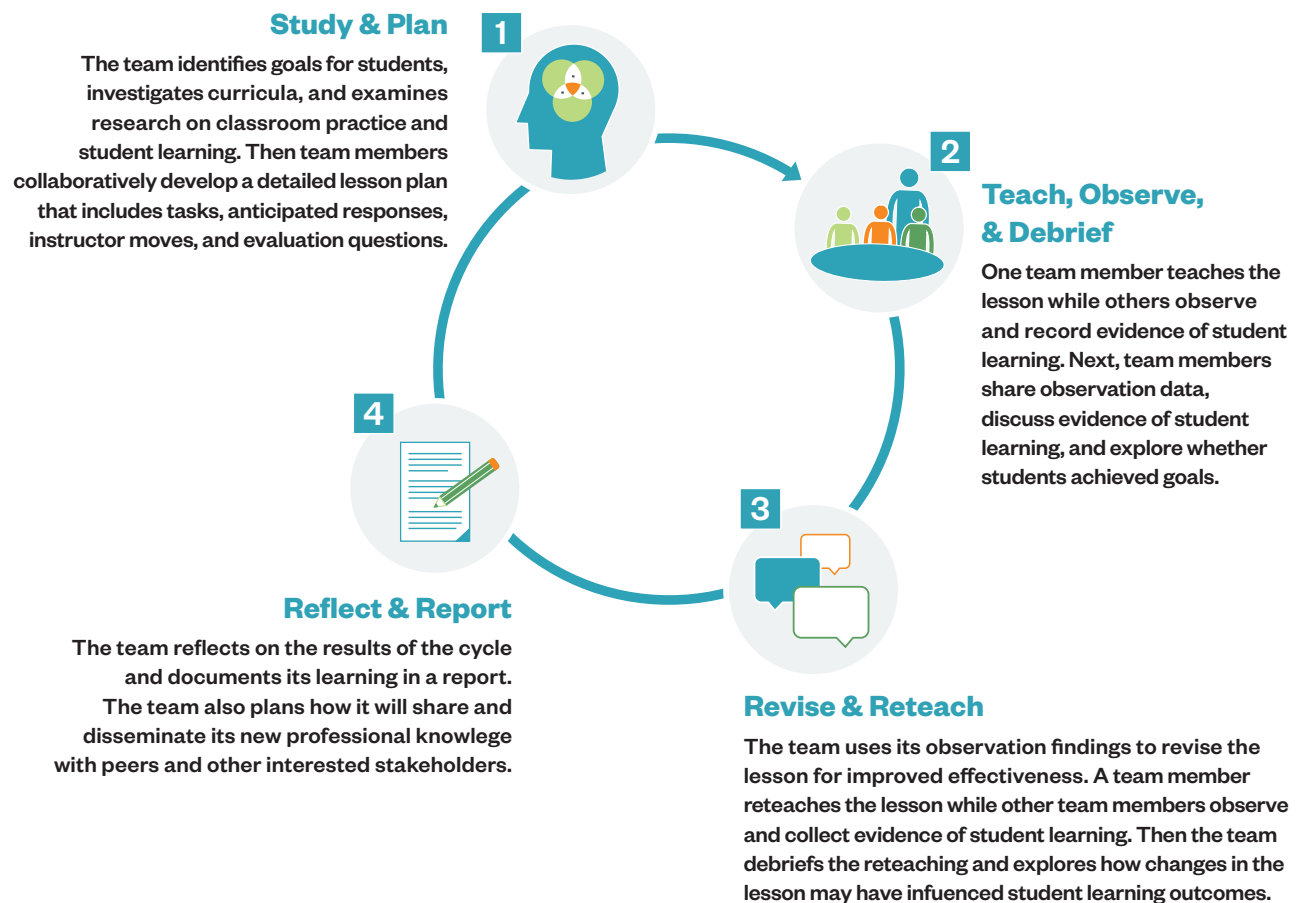 1
Study & Plan
The team identifies goals for students,
investigates curricula, and examines
research on classroom practice and
student learning. Then team members
collaboratively develop a detailed lesson plan
that includes tasks, anticipated responses,
instructor moves, and evaluation questions.
2
Teach, Observe,
& Debrief
One team member teaches the
lesson while others observe
and record evidence of student
learning. Next, team members
share observation data,
discuss evidence of student
learning, and explore whether
students achieved goals.
3
Revise & Reteach
The team uses its observation findings to revise the
lesson for improved effectiveness. A team member
reteaches the lesson while other team members observe
and collect evidence of student learning. Then the team
debriefs the reteaching and explores how changes in the
lesson may have infuenced student learning outcomes.
4
Reflect & Report
The team reflects on the results of the cycle
and documents its learning in a report.
The team also plans how it will share and
disseminate its new professional knowlege
with peers and other interested stakeholders.